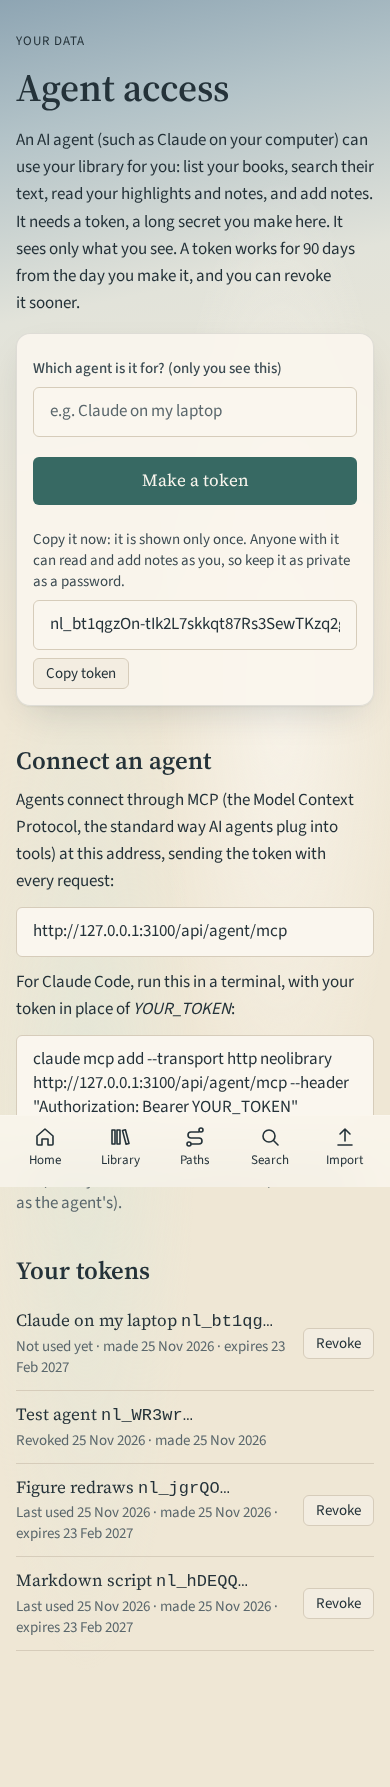 YOUR DATA
Agent access
An AI agent (such as Claude on your computer) can
use your library for you: list your books, search their
text, read your highlights and notes, and add notes.
It needs a token, a long secret you make here. It
sees only what you see. A token works for 90 days
from the day you make it, and you can revoke
it sooner.
Which agent is it for? (only you see this)
e.g. Claude on my laptop
Make a token
Copy it now: it is shown only once. Anyone with it
can read and add notes as you, so keep it as private
as a password.
nl_bt1qgzOn-tIk2L7skkqt87Rs3SewTKzq2
Copy token
Connect an agent
Agents connect through MCP (the Model Context
Protocol, the standard way AI agents plug into
tools) at this address, sending the token with
every request:
http://127.0.0.1:3100/api/agent/mcp
For Claude Code, run this in a terminal, with your
token in place of YOUR_TOKEN:
claude mcp add --transport http neolibrary
http://127.0.0.1:3100/api/agent/mcp --header
"Authorization: Bearer YOUR_TOKEN"
Home
Library
Paths
Search
Import
as the agent's).
Your tokens
Claude on my laptop nl_bt1qg…
Not used yet · made 25 Nov 2026 · expires 23
Feb 2027
Revoke
Test agent nl_WR3wr…
Revoked 25 Nov 2026 · made 25 Nov 2026
Figure redraws nl_jgrQO…
Last used 25 Nov 2026 · made 25 Nov 2026 ·
expires 23 Feb 2027
Revoke
Markdown script nl_hDEQQ…
Last used 25 Nov 2026 · made 25 Nov 2026 ·
expires 23 Feb 2027
Revoke